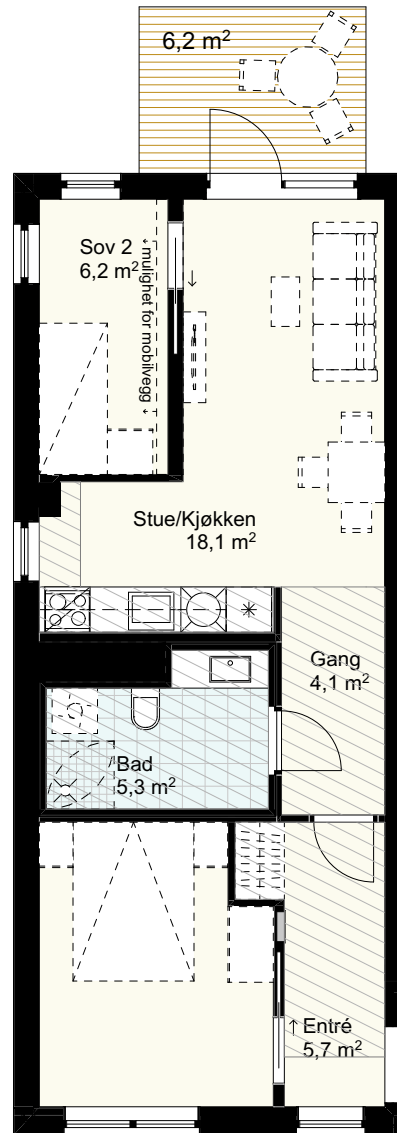 6,2 m²
Sov 2
6,2 m²
← mulighet for mobilvegg →
Stue/Kjøkken
18,1 m²
Gang
4,1 m²
Bad
5,3 m²
Entré
5,7 m²